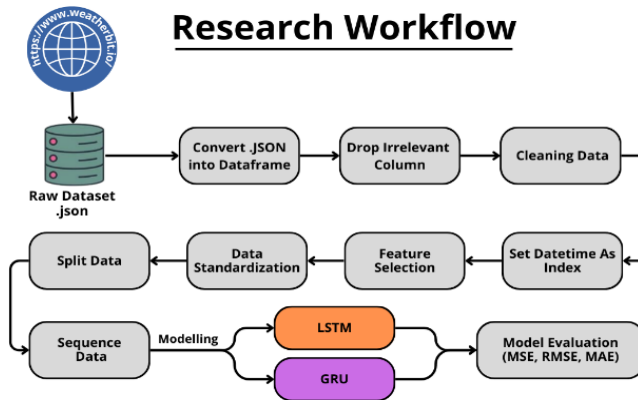 https://www.weatherbit.io/
Research Workflow
Raw Dataset
.json
Convert .JSON
into Dataframe
Drop Irrelevant
Column
Cleaning Data
Split Data
Data
Standardization
Feature
Selection
Set Datetime As
Index
Sequence
Data
Modelling
LSTM
GRU
Model Evaluation
(MSE, RMSE, MAE)